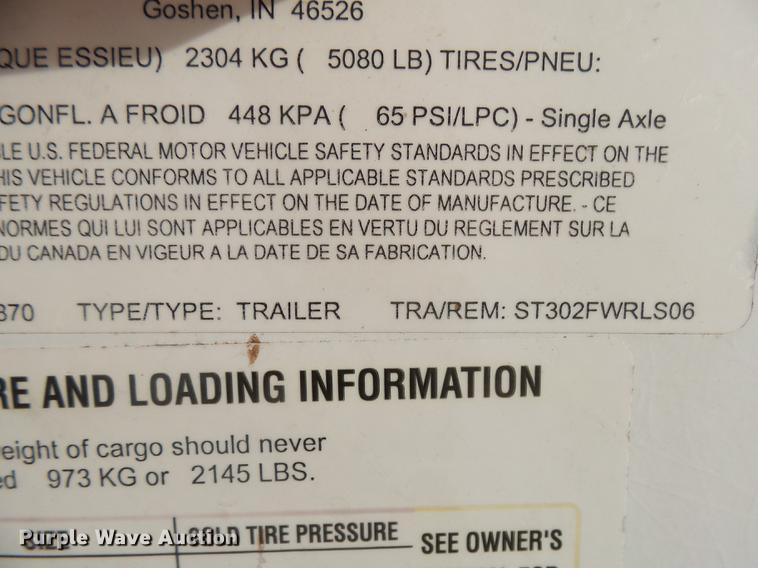 Goshen, IN 46526
QUE ESSIEU) 2304 KG ( 5080 LB) TIRES/PNEU:
GONFL. A FROID 448 KPA ( 65 PSI/LPC) - Single Axle
LE U.S. FEDERAL MOTOR VEHICLE SAFETY STANDARDS IN EFFECT ON THE
HIS VEHICLE CONFORMS TO ALL APPLICABLE STANDARDS PRESCRIBED
FETY REGULATIONS IN EFFECT ON THE DATE OF MANUFACTURE. - CE
NORMES QUI LUI SONT APPLICABLES EN VERTU DU REGLEMENT SUR LA
DU CANADA EN VIGEUR A LA DATE DE SA FABRICATION.
870 TYPE/TYPE: TRAILER TRA/REM: ST302FWRLS06
RE AND LOADING INFORMATION
eight of cargo should never
ed 973 KG or 2145 LBS.
SIZE COLD TIRE PRESSURE SEE OWNER'S
Purple Wave Auction